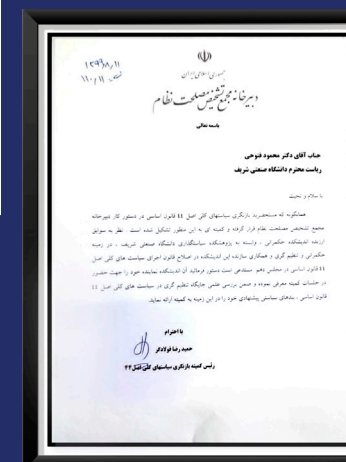 جمهوری اسلامی ایران
دبیرخانه مجمع تشخیص مصلحت نظام
باسمه تعالی
جناب آقای دکتر محمود فتوحی
ریاست محترم دانشگاه صنعتی شریف
با سلام و تحیت
همانگونه که مستحضرید بازنگری سیاستهای کلی اصل 44 قانون اساسی در دستور کار دبیرخانه
مجمع تشخیص مصلحت نظام قرار گرفته و کمیته ای به این منظور تشکیل شده است . نظر به سوابق
ارزنده اندیشکده حکمرانی ، وابسته به پژوهشکده سیاستگذاری دانشگاه صنعتی شریف ، در زمینه
حکمرانی و تنظیم گری و همکاری سازنده این اندیشکده در اصلاح قانون اجرای سیاست های کلی اصل
44 قانون اساسی در مجلس دهم ,مستدعی است دستور فرمائید آن اندیشکده نماینده خود را جهت حضور
در جلسات کمیته معرفی نموده و ضمن بررسی علمی جایگاه تنظیم گری در سیاست های کلی اصل 44
قانون اساسی ، بندهای سیاستی پیشنهادی خود را در این زمینه به کمیته ارائه نماید.
با احترام
حمید رضا فولادگر
رئیس کمیته بازنگری سیاستهای کلی اصل ۴۴